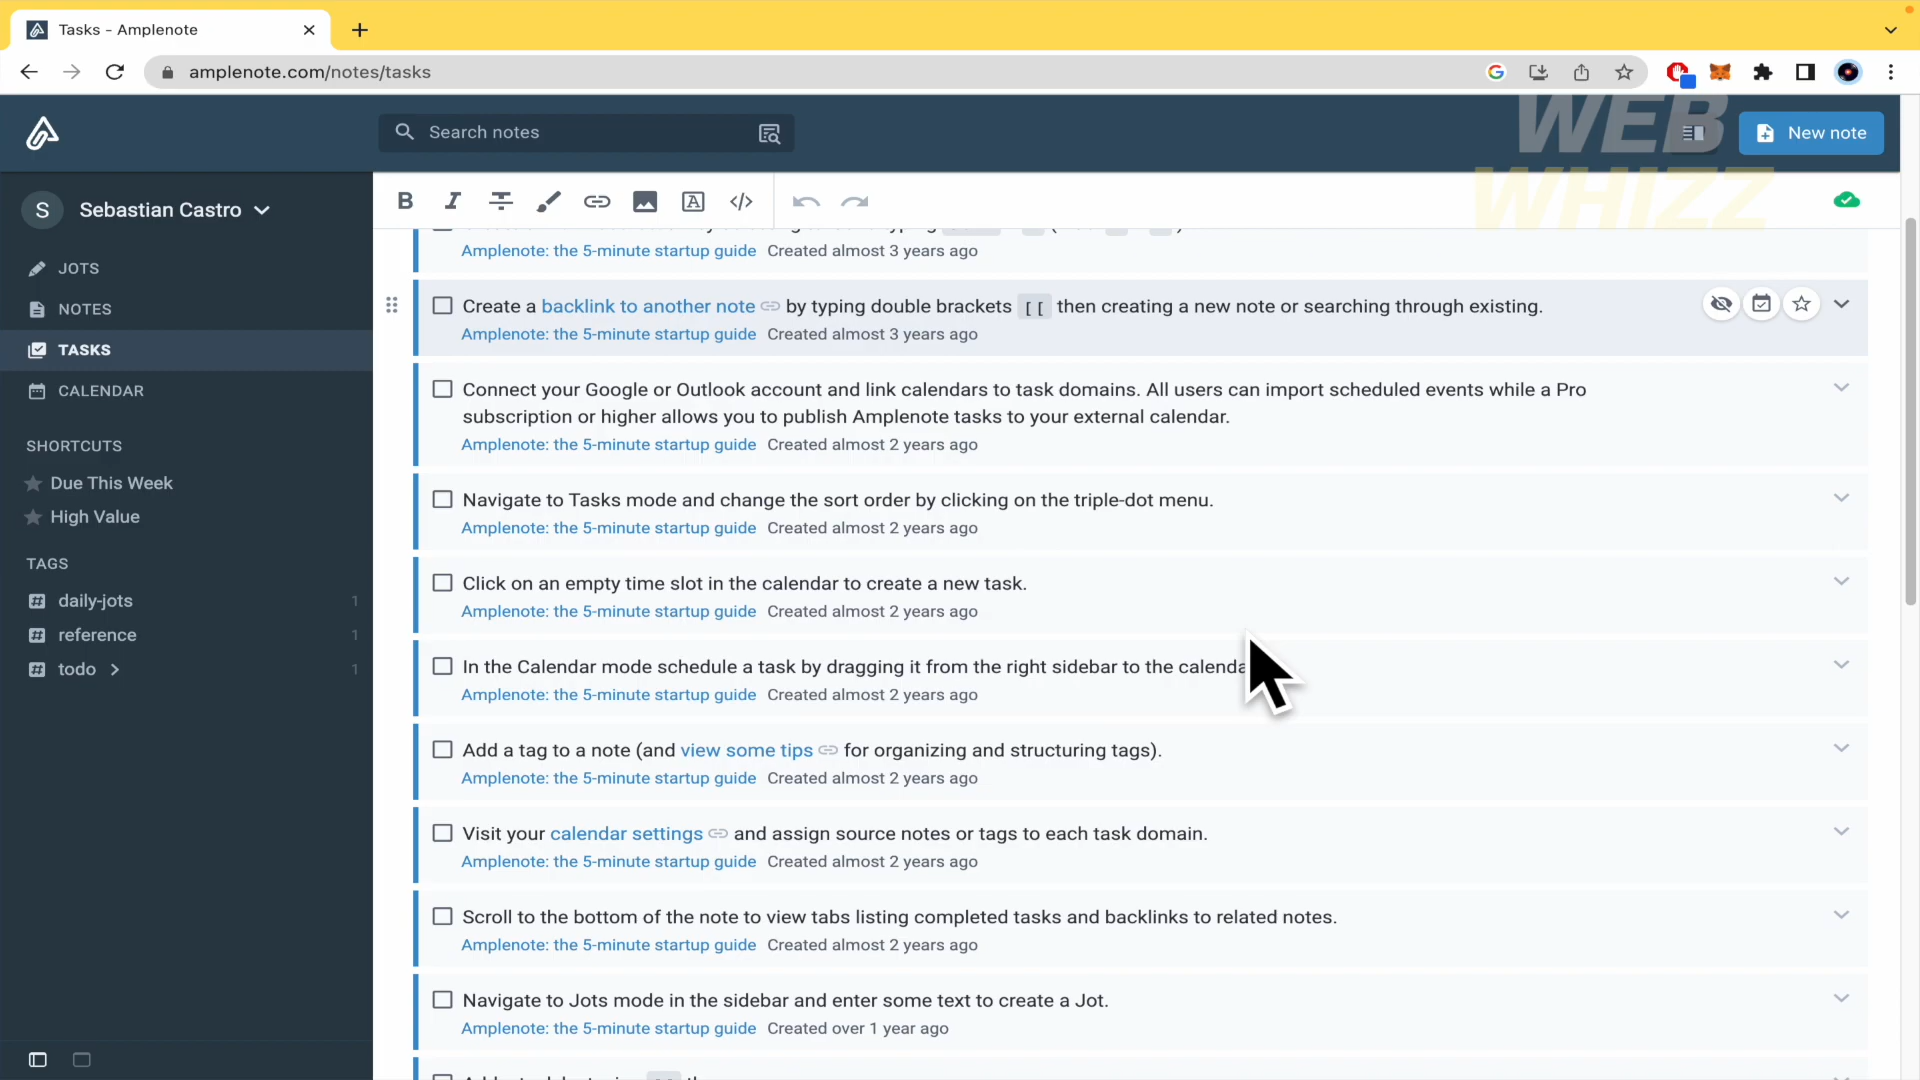 Tasks - Amplenote
amplenote.com/notes/tasks
Search notes
WEB
WHIZZ
New note
S
Sebastian Castro
JOTS
NOTES
TASKS
CALENDAR
SHORTCUTS
Due This Week
High Value
TAGS
daily-jots 1
reference 1
todo 1
Amplenote: the 5-minute startup guide Created almost 3 years ago
Create a backlink to another note by typing double brackets [[ then creating a new note or searching through existing.
Amplenote: the 5-minute startup guide Created almost 3 years ago
Connect your Google or Outlook account and link calendars to task domains. All users can import scheduled events while a Pro
subscription or higher allows you to publish Amplenote tasks to your external calendar.
Amplenote: the 5-minute startup guide Created almost 2 years ago
Navigate to Tasks mode and change the sort order by clicking on the triple-dot menu.
Amplenote: the 5-minute startup guide Created almost 2 years ago
Click on an empty time slot in the calendar to create a new task.
Amplenote: the 5-minute startup guide Created almost 2 years ago
In the Calendar mode schedule a task by dragging it from the right sidebar to the calenda
Amplenote: the 5-minute startup guide Created almost 2 years ago
Add a tag to a note (and view some tips for organizing and structuring tags).
Amplenote: the 5-minute startup guide Created almost 2 years ago
Visit your calendar settings and assign source notes or tags to each task domain.
Amplenote: the 5-minute startup guide Created almost 2 years ago
Scroll to the bottom of the note to view tabs listing completed tasks and backlinks to related notes.
Amplenote: the 5-minute startup guide Created almost 2 years ago
Navigate to Jots mode in the sidebar and enter some text to create a Jot.
Amplenote: the 5-minute startup guide Created over 1 year ago